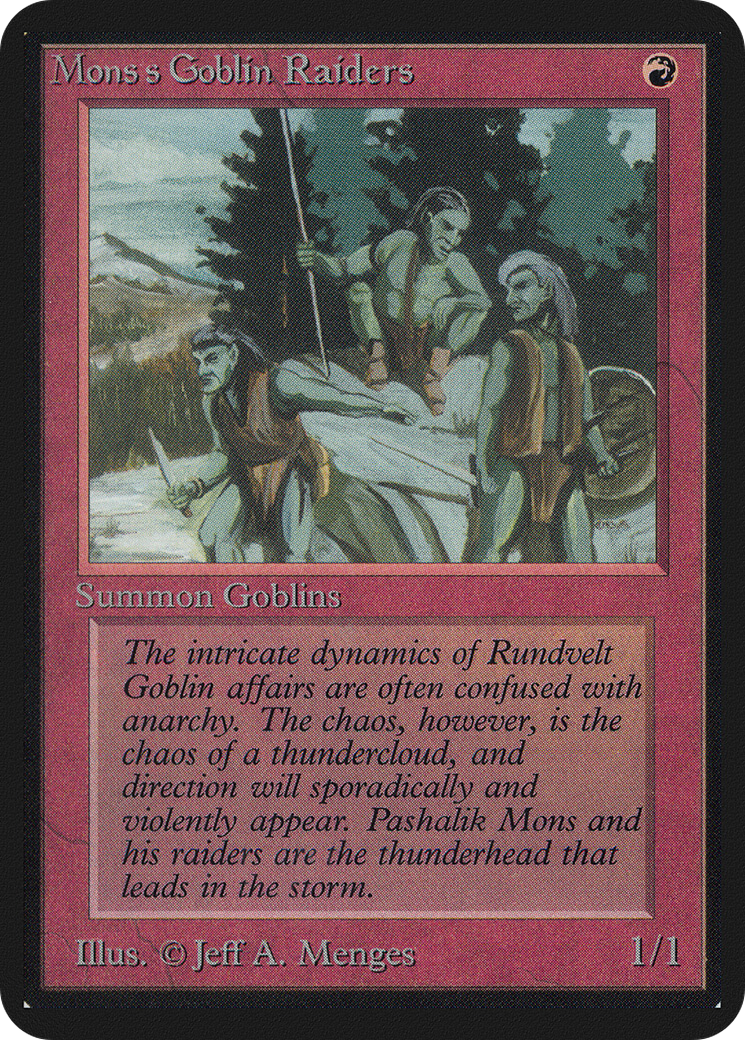 Mons's Goblin Raiders
Summon Goblins
The intricate dynamics of Rundvelt
Goblin affairs are often confused with
anarchy. The chaos, however, is the
chaos of a thundercloud, and
direction will sporadically and
violently appear. Pashalik Mons and
his raiders are the thunderhead that
leads in the storm.
Illus. © Jeff A. Menges
1/1